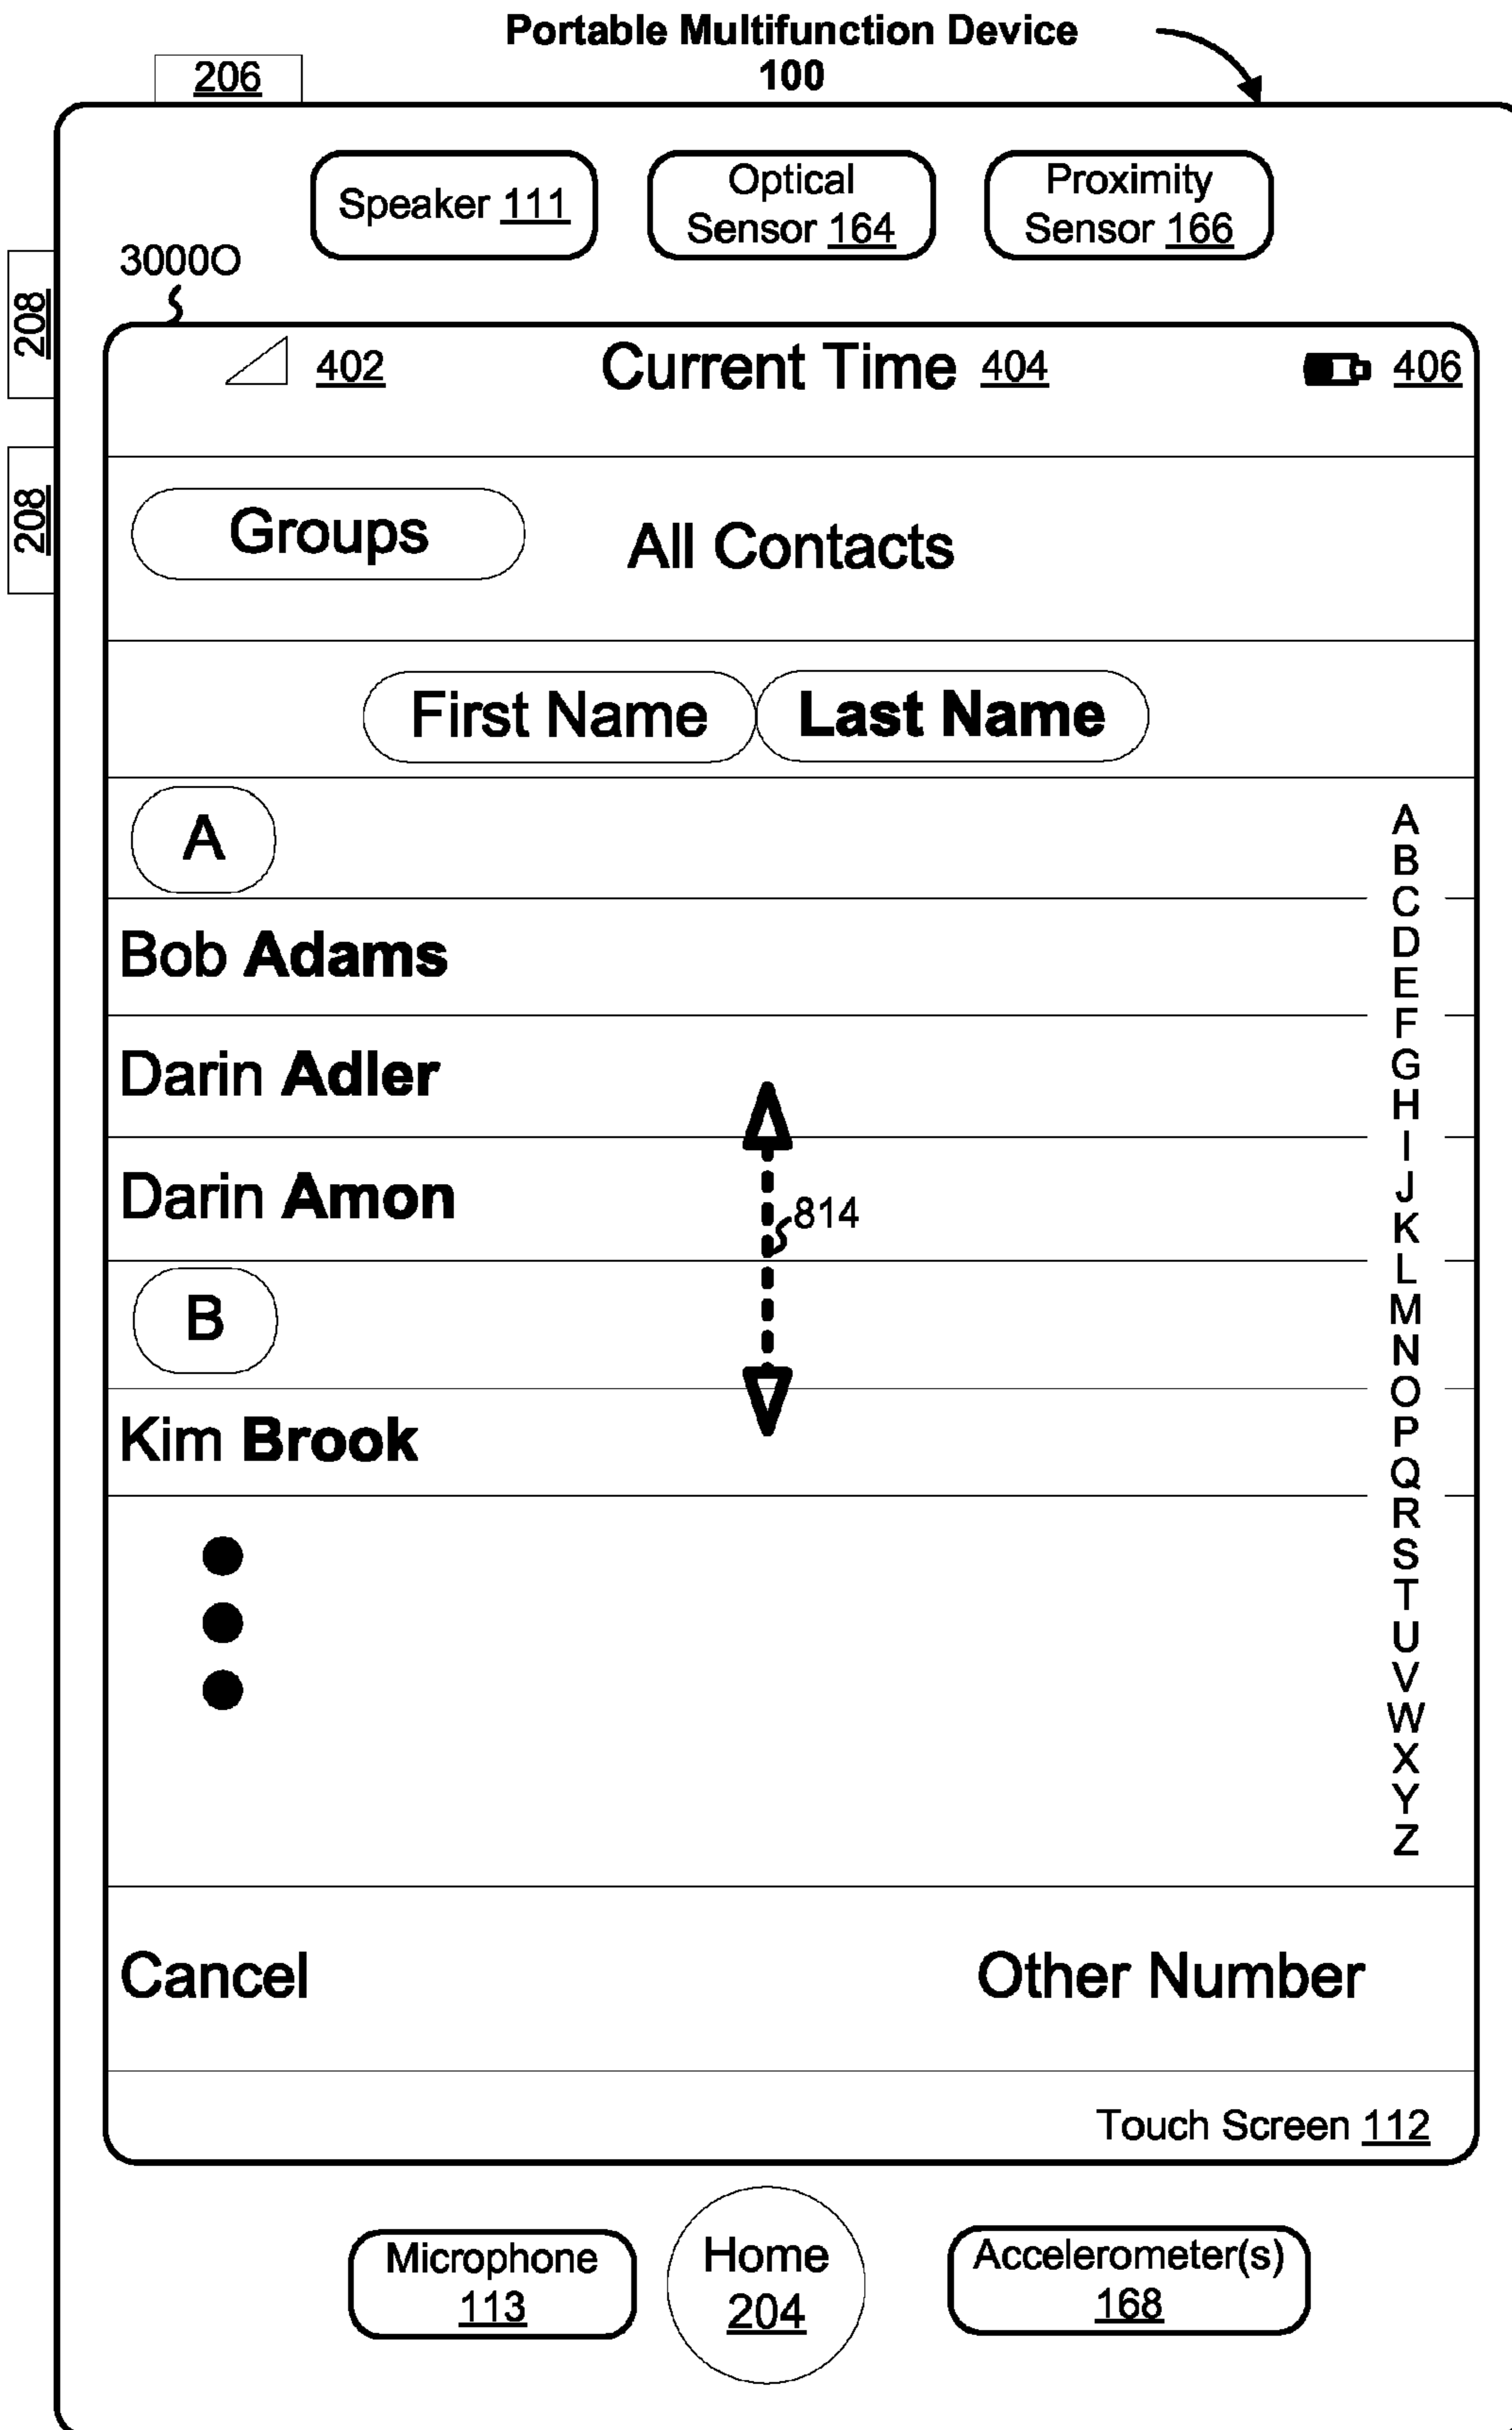 Portable Multifunction Device
100
206
Speaker 111
Optical
Sensor 164
Proximity
Sensor 166
3000O
208
208
402
Current Time 404
406
Groups
All Contacts
First Name
Last Name
A
Bob Adams
Darin Adler
Darin Amon
814
B
Kim Brook
A
B
C
D
E
F
G
H
I
J
K
L
M
N
O
P
Q
R
S
T
U
V
W
X
Y
Z
Cancel
Other Number
Touch Screen 112
Microphone
113
Home
204
Accelerometer(s)
168